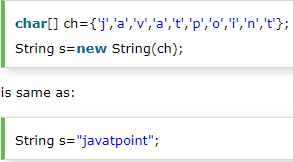 char[] ch={'j','a','v','a','t','p','o','i','n','t'};
String s=new String(ch);
is same as:
String s="javatpoint";